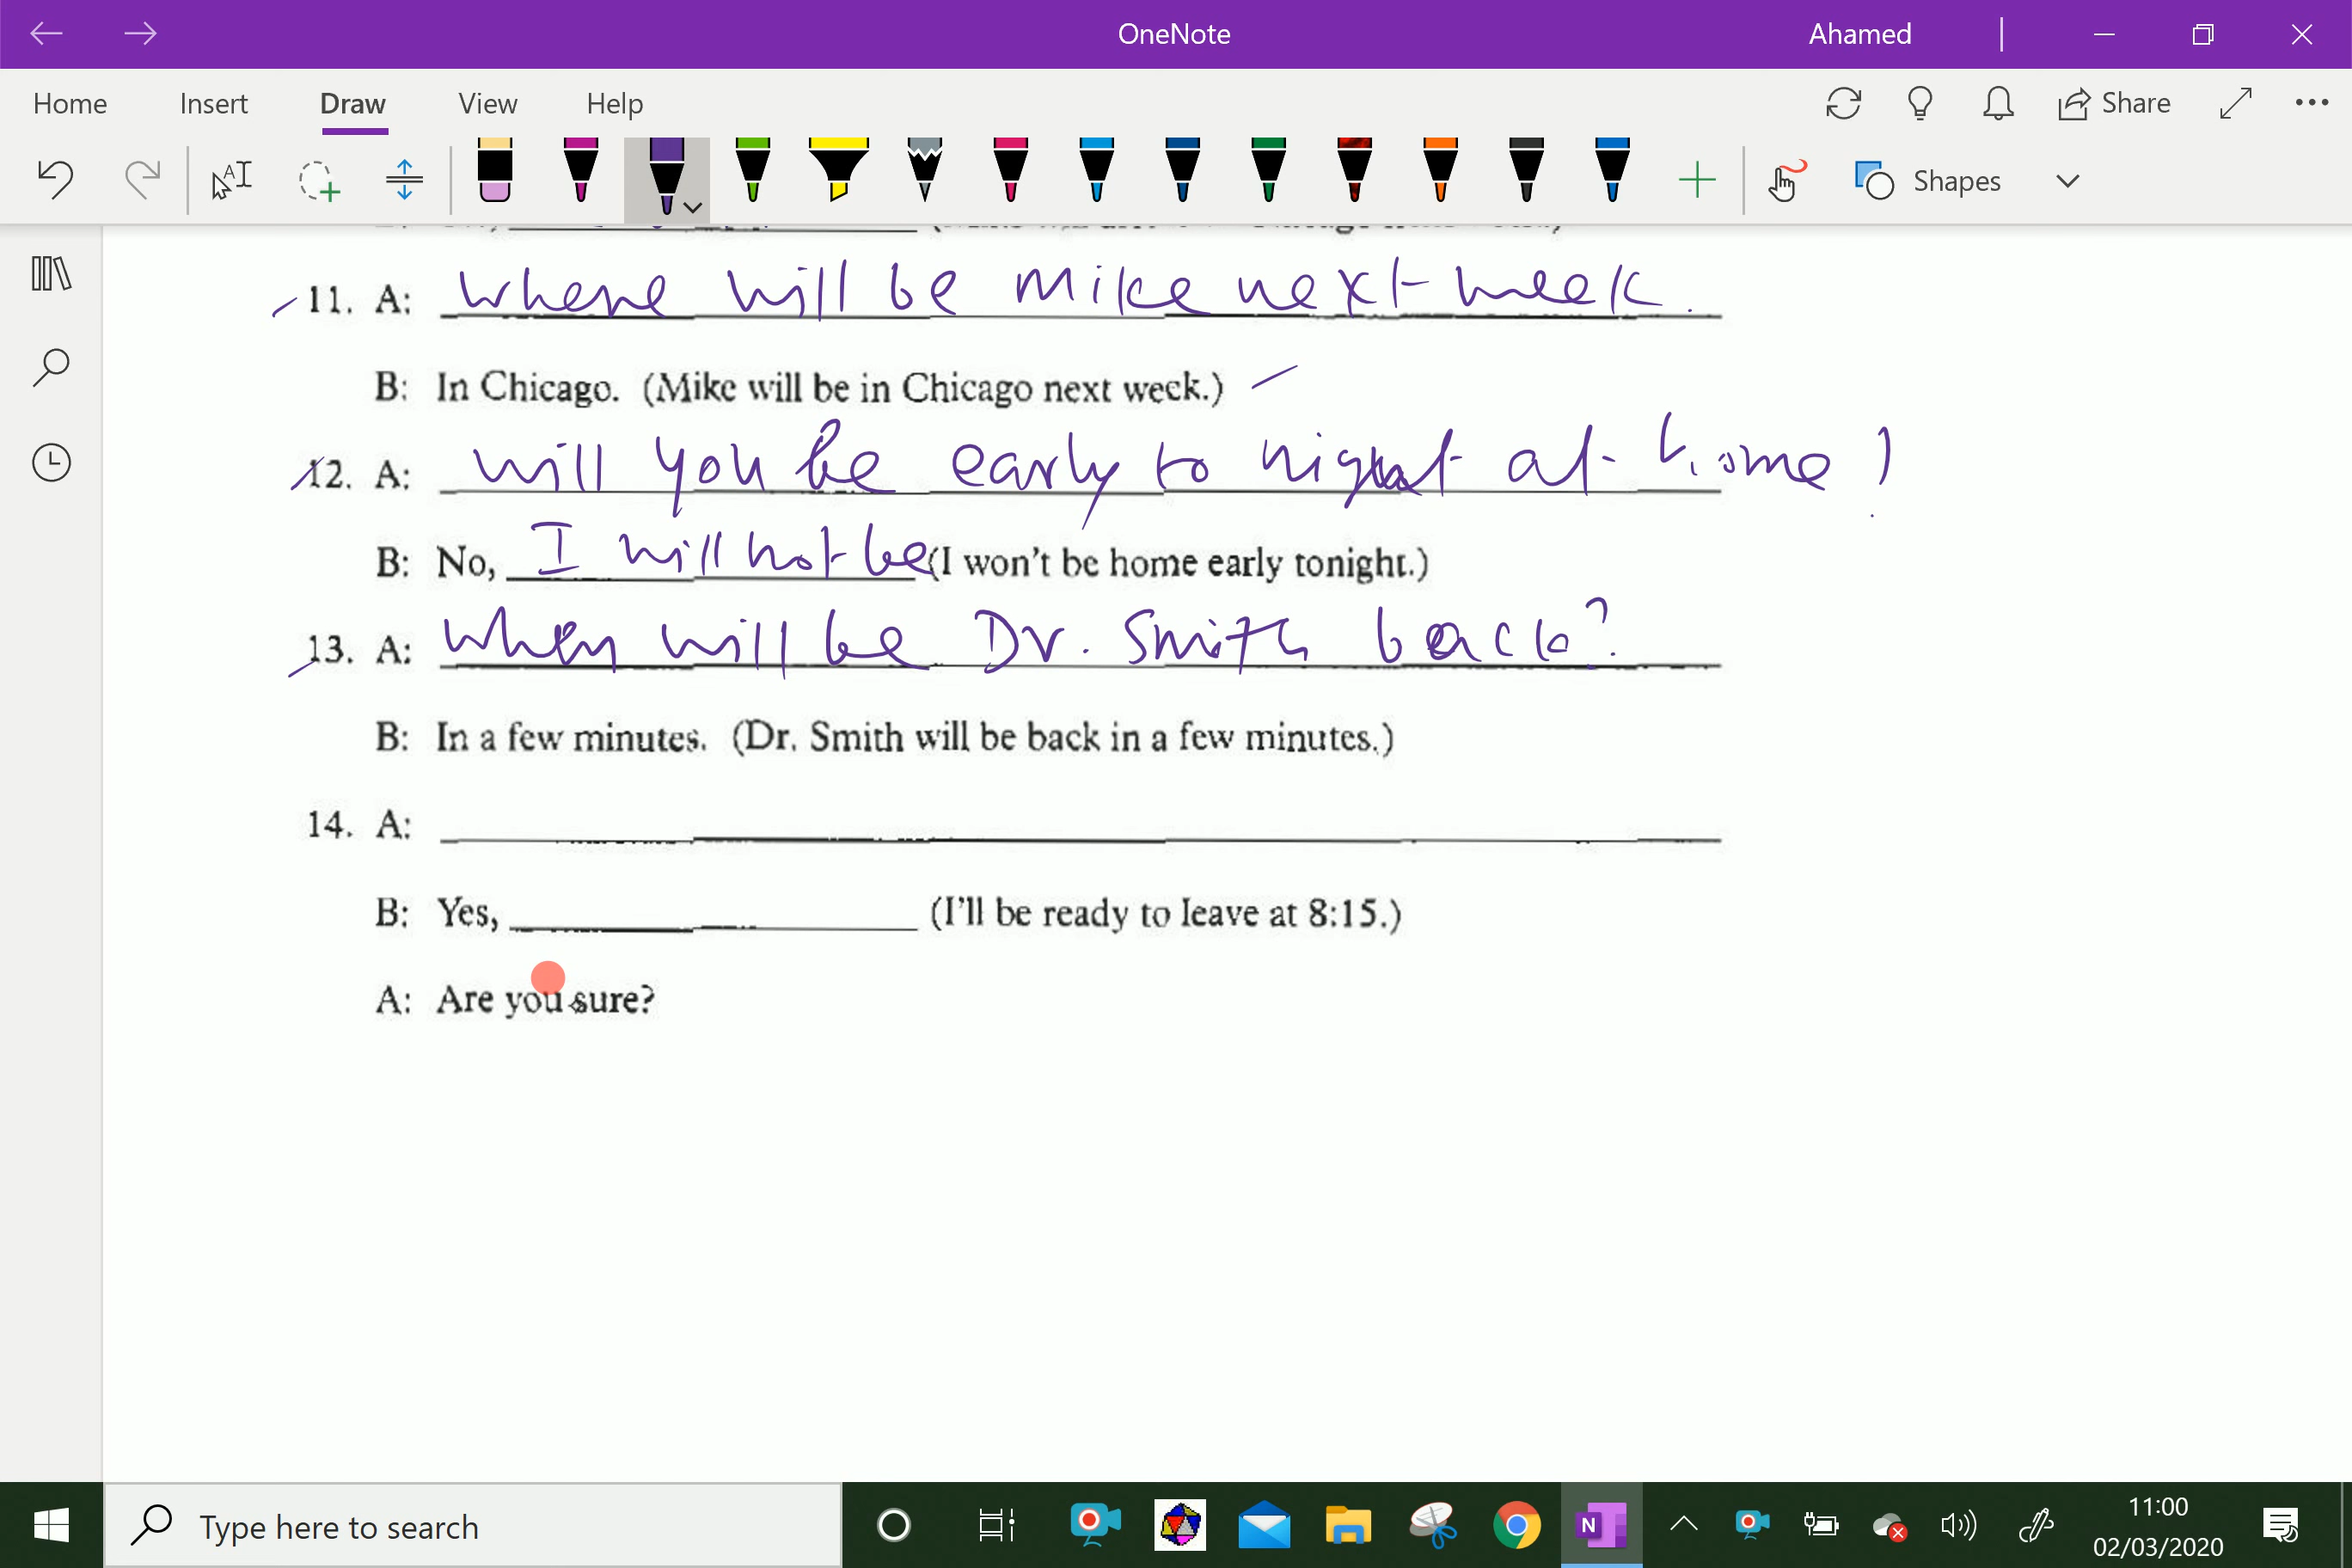 OneNote
Ahamed
Home Insert Draw View Help
Share
Shapes
11. A: where will be Mike next week.
B: In Chicago. (Mike will be in Chicago next week.)
12. A: will you be early to night at home?
B: No, I will not be (I won't be home early tonight.)
13. A: when will be Dr. Smith back?
B: In a few minutes. (Dr. Smith will be back in a few minutes.)
14. A:
B: Yes, (I'll be ready to leave at 8:15.)
A: Are you sure?
Type here to search
11:00
02/03/2020